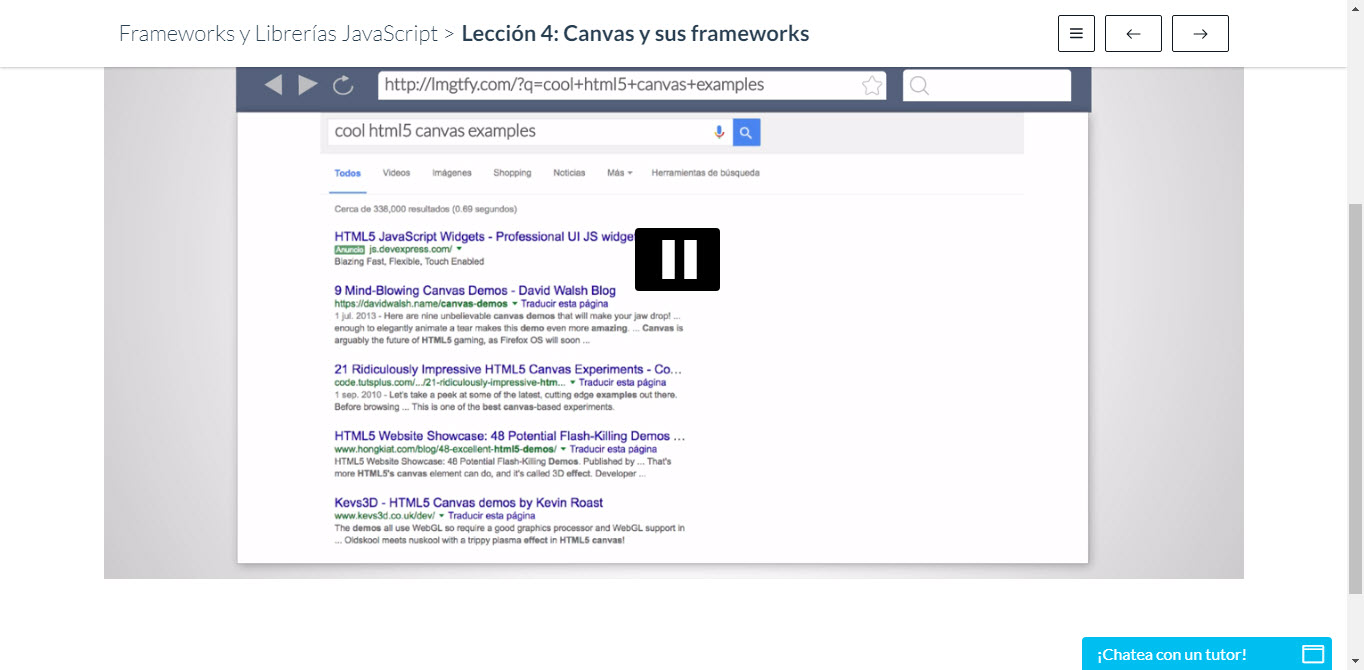 Frameworks y Librerías JavaScript > Lección 4: Canvas y sus frameworks
http://lmgtfy.com/?q=cool+html5+canvas+examples
cool html5 canvas examples
Todos Videos Imágenes Shopping Noticias Más Herramientas de búsqueda
Cerca de 338,000 resultados (0.69 segundos)
HTML5 JavaScript Widgets - Professional UI JS widge
Anuncio js.devexpress.com/
Blazing Fast, Flexible, Touch Enabled
9 Mind-Blowing Canvas Demos - David Walsh Blog
https://davidwalsh.name/canvas-demos Traducir esta página
1 jul. 2013 - Here are nine unbelievable canvas demos that will make your jaw drop! ...
enough to elegantly animate a tear makes this demo even more amazing. ... Canvas is
arguably the future of HTML5 gaming, as Firefox OS will soon ...
21 Ridiculously Impressive HTML5 Canvas Experiments - Co...
code.tutsplus.com/.../21-ridiculously-impressive-htm... Traducir esta página
1 sep. 2010 - Let's take a peek at some of the latest, cutting edge examples out there.
Before browsing ... This is one of the best canvas-based experiments.
HTML5 Website Showcase: 48 Potential Flash-Killing Demos ...
www.hongkiat.com/blog/48-excellent-html5-demos/ Traducir esta página
HTML5 Website Showcase: 48 Potential Flash-Killing Demos. Published by ... That's
more HTML5's canvas element can do, and it's called 3D effect. Developer ...
Kevs3D - HTML5 Canvas demos by Kevin Roast
www.kevs3d.co.uk/dev/ Traducir esta página
The demos all use WebGL so require a good graphics processor and WebGL support in
... Oldskool meets nuskool with a trippy plasma effect in HTML5 canvas!
¡Chatea con un tutor!